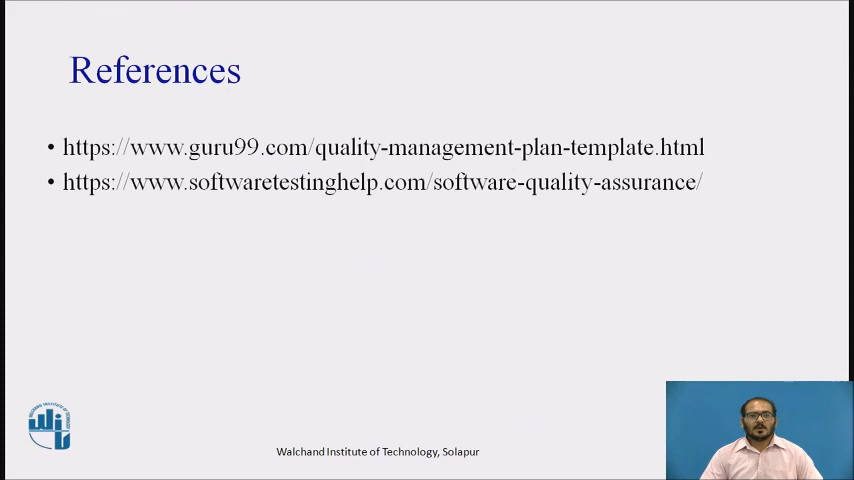 References
• https://www.guru99.com/quality-management-plan-template.html
• https://www.softwaretestinghelp.com/software-quality-assurance/
Walchand Institute of Technology, Solapur